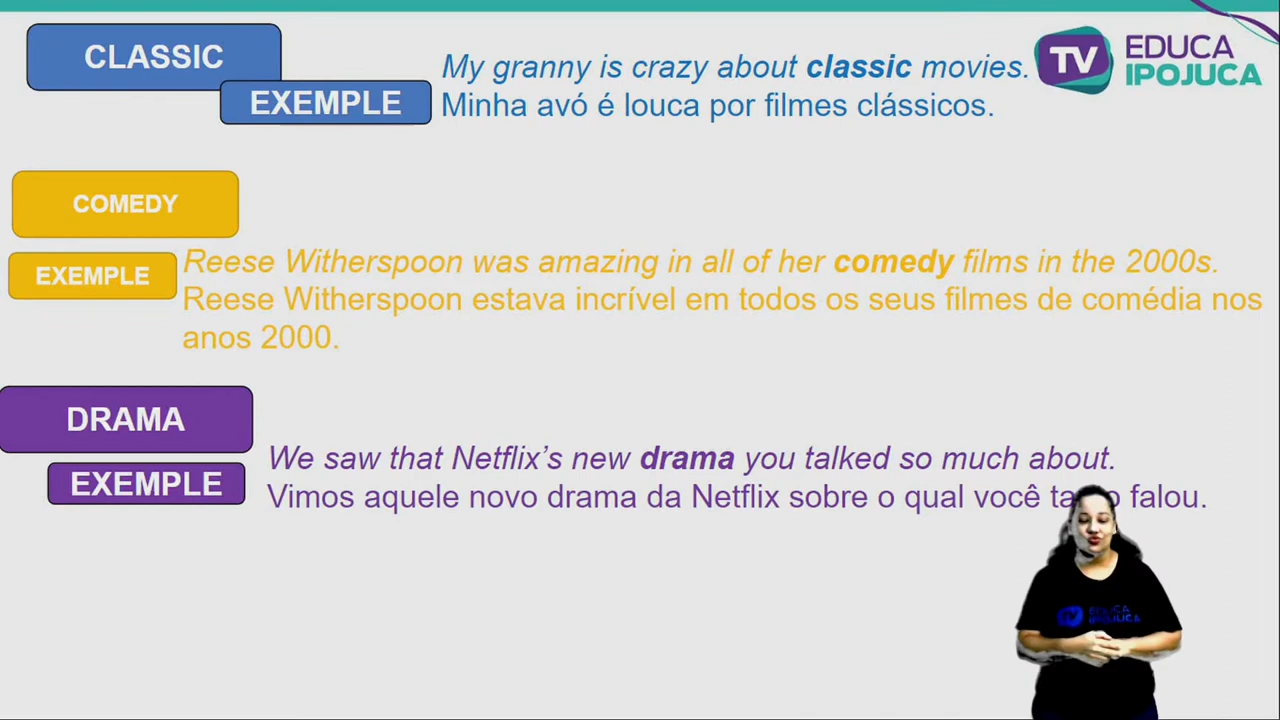 CLASSIC
EXEMPLE
My granny is crazy about classic movies.
Minha avó é louca por filmes clássicos.
TV EDUCA
IPOJUCA
COMEDY
EXEMPLE
Reese Witherspoon was amazing in all of her comedy films in the 2000s.
Reese Witherspoon estava incrível em todos os seus filmes de comédia nos
anos 2000.
DRAMA
EXEMPLE
We saw that Netflix’s new drama you talked so much about.
Vimos aquele novo drama da Netflix sobre o qual você falou.
TV EDUCA
IPOJUCA